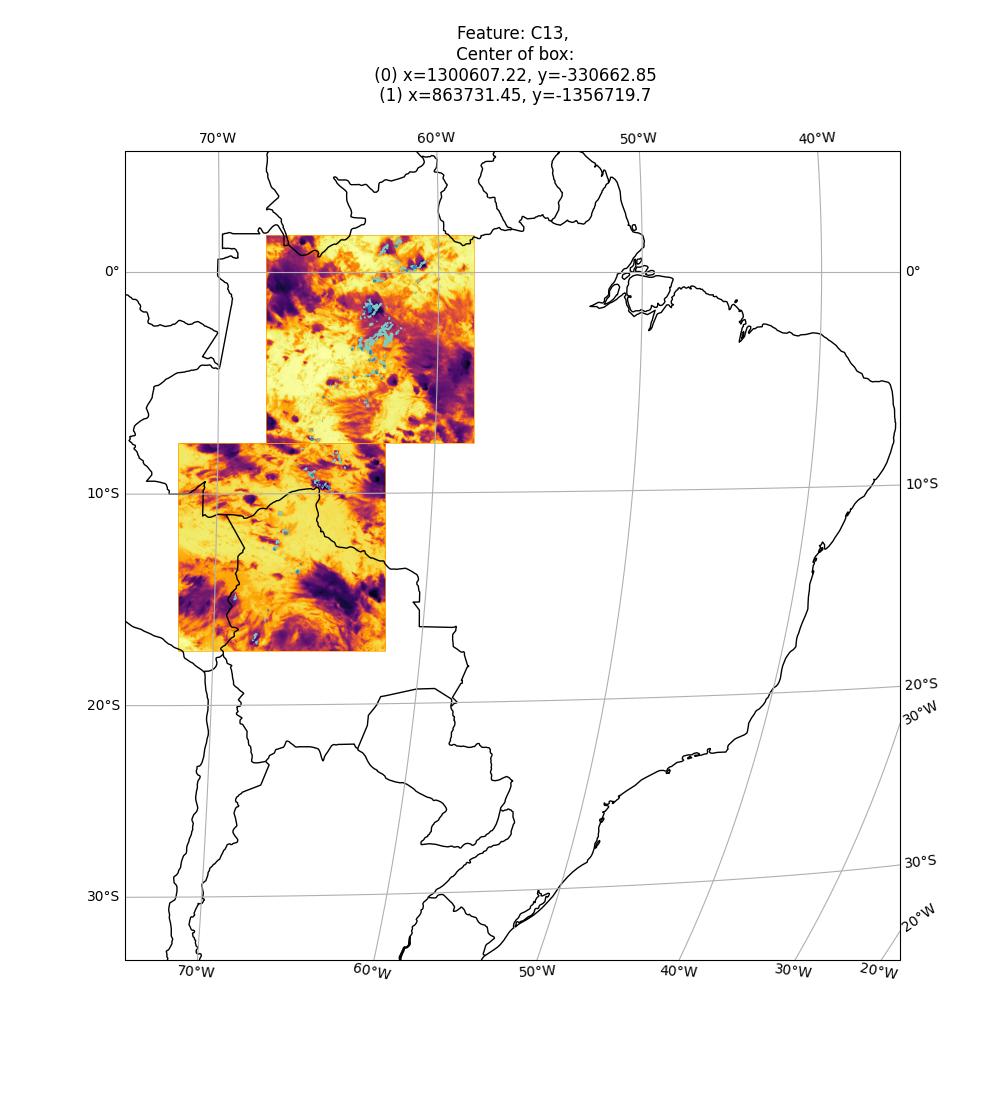 Feature: C13,
Center of box:
(0) x=1300607.22, y=-330662.85
(1) x=863731.45, y=-1356719.7
70°W 60°W 50°W 40°W
0° 0°
10°S 10°S
20°S 20°S
30°W
30°S 30°S
20°W
70°W 60°W 50°W 40°W 30°W 20°W